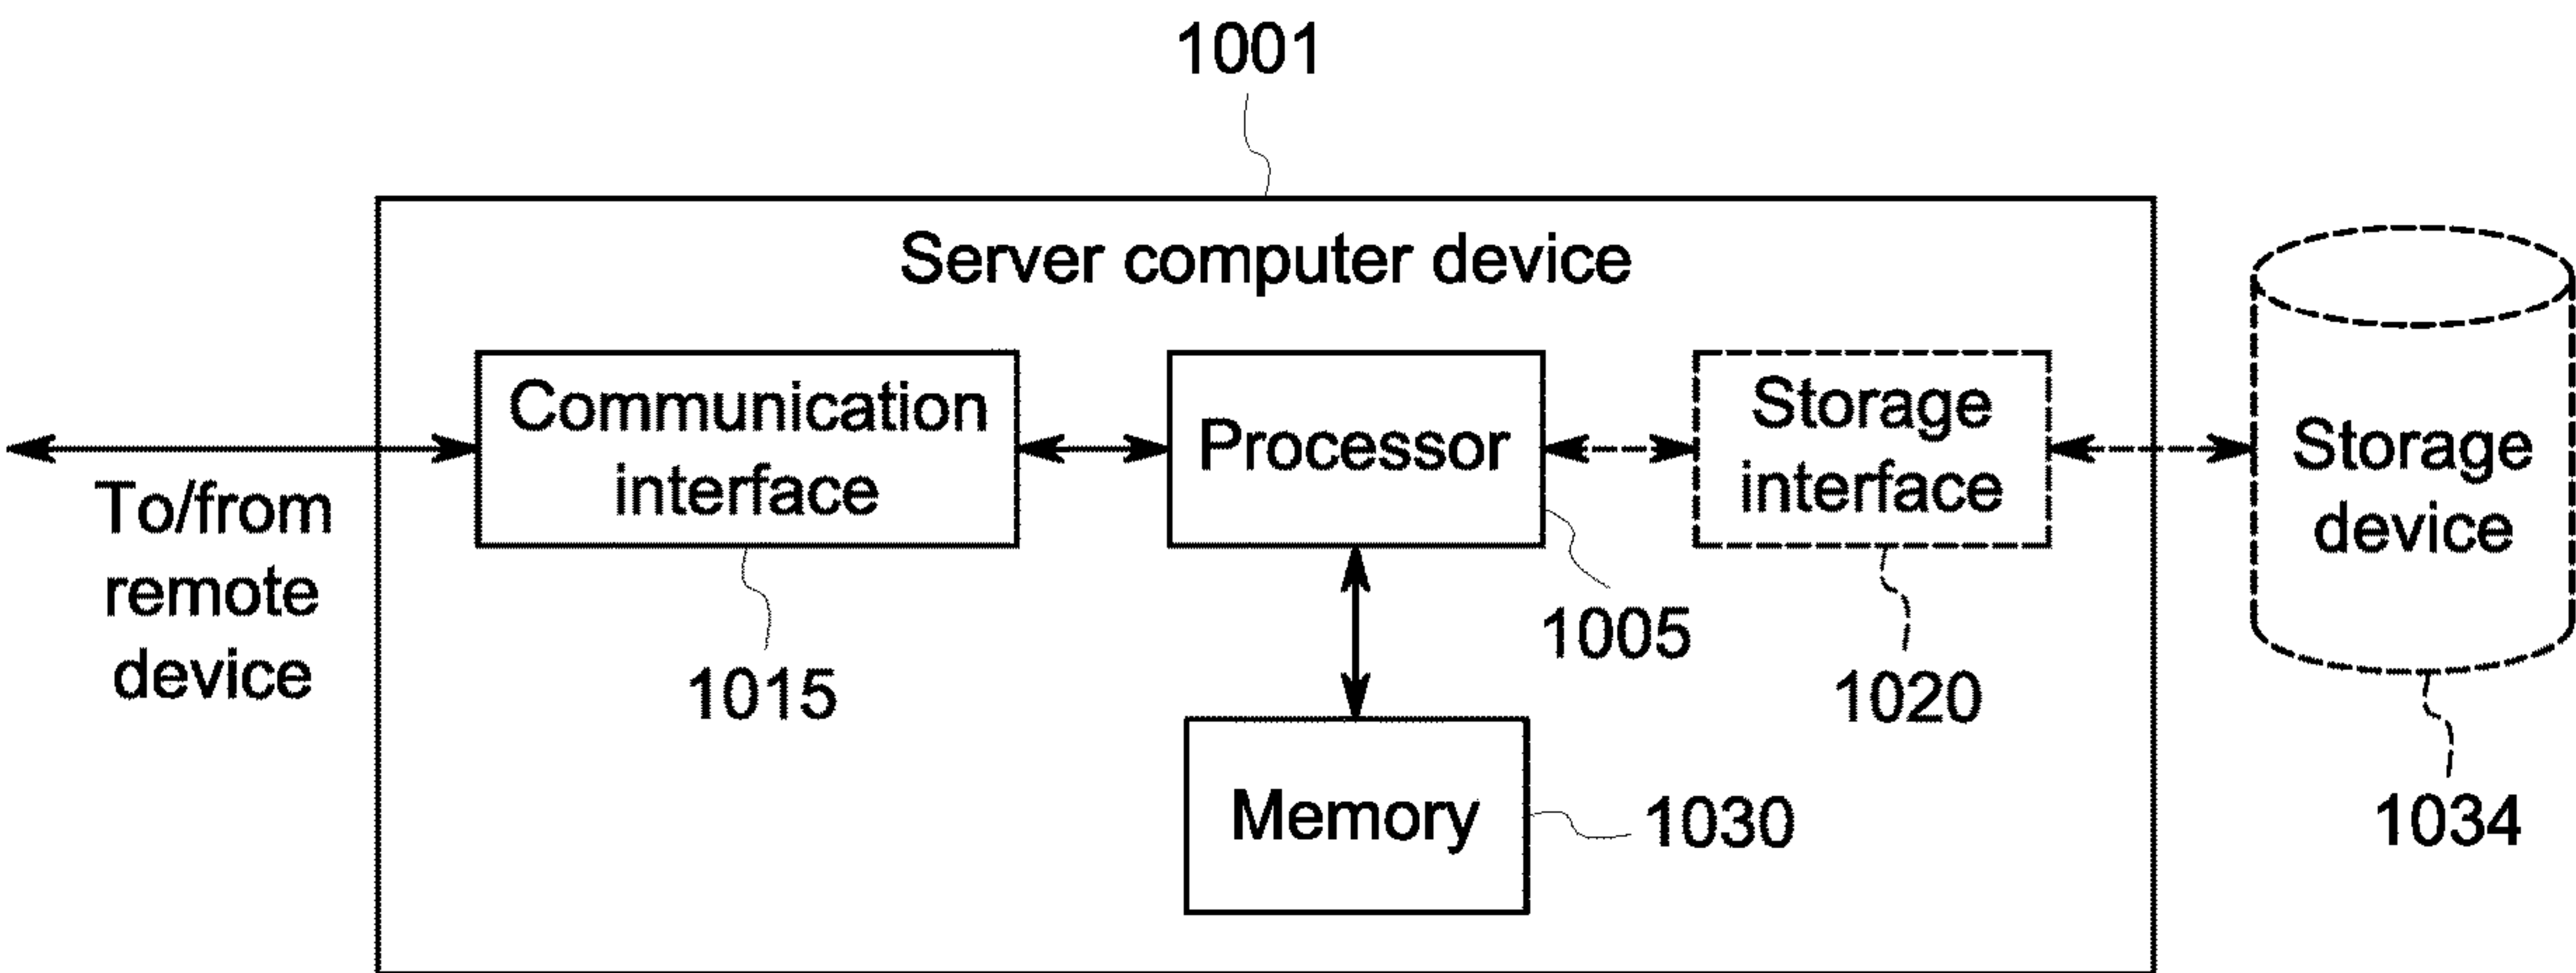 1001
Server computer device
Communication
interface
Processor
Storage
interface
Storage
device
To/from
remote
device
1015
1005
1020
1034
Memory
1030